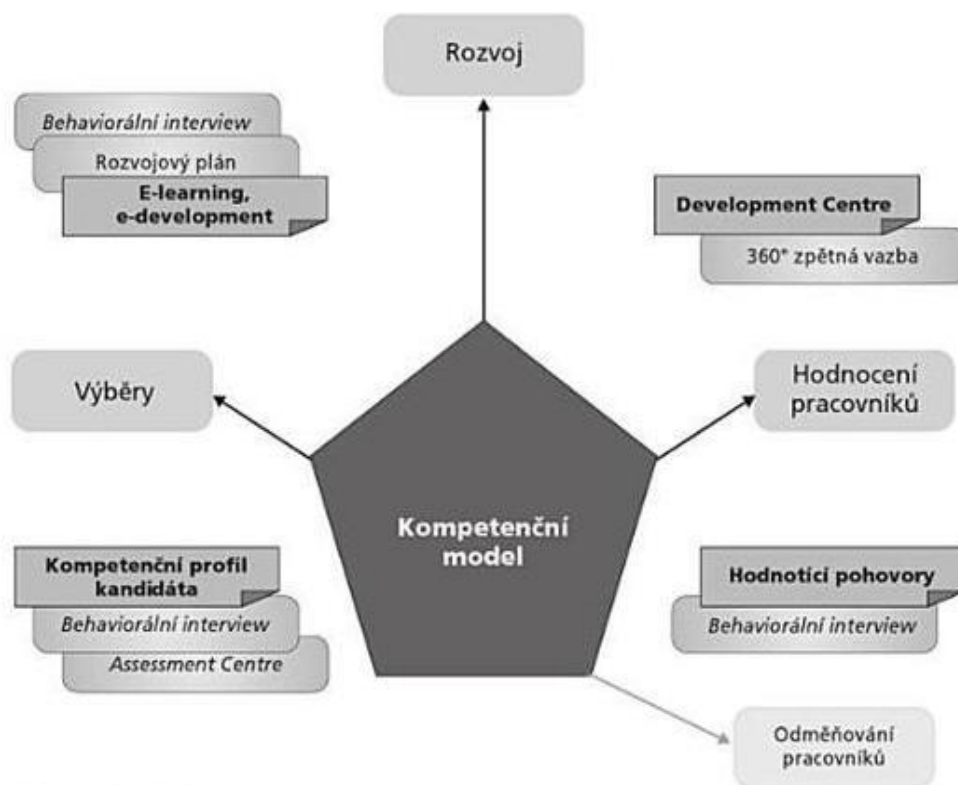 Rozvoj
Behaviorální interview
Rozvojový plán
E-learning,
e-development
Development Centre
360° zpětná vazba
Výběry
Hodnocení
pracovníků
Kompetenční
model
Kompetenční profil
kandidáta
Behaviorální interview
Assessment Centre
Hodnotící pohovory
Behaviorální interview
Odměňování
pracovníků